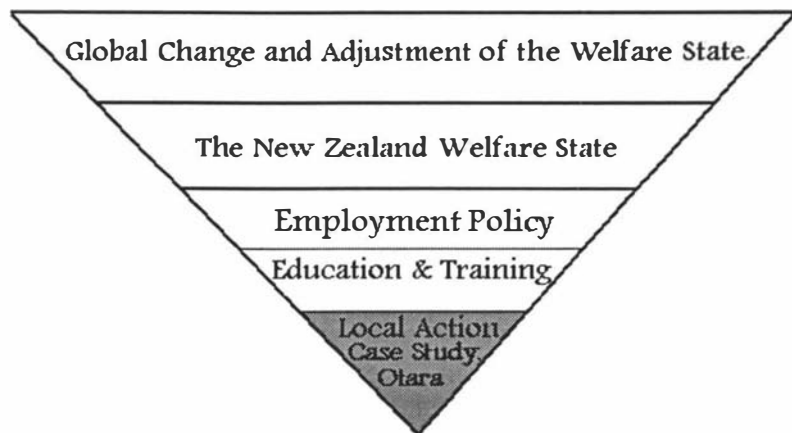 Global Change and Adjustment of the Welfare State.
The New Zealand Welfare State
Employment Policy
Education & Training
Local Action
Case Study,
Otara